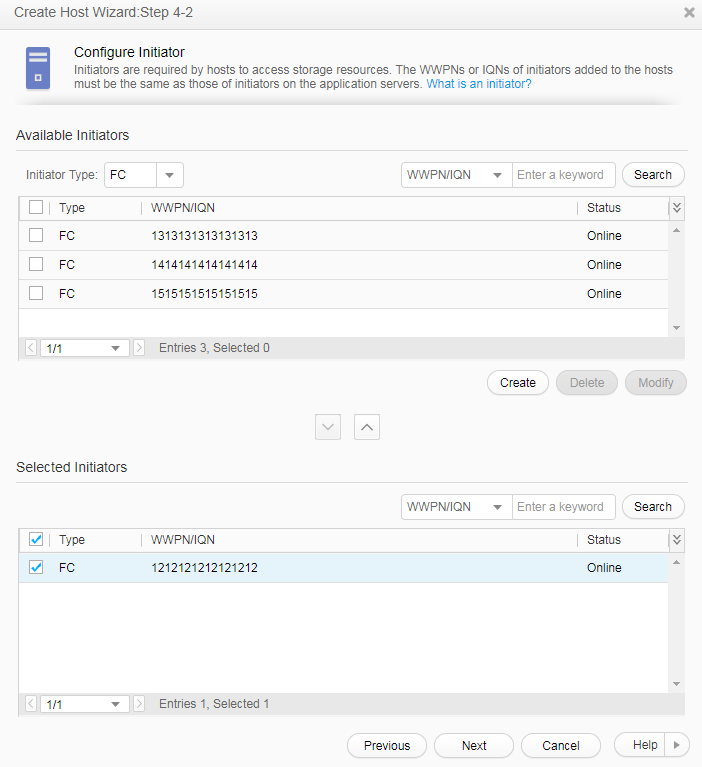 Create Host Wizard:Step 4-2
Configure Initiator
Initiators are required by hosts to access storage resources. The WWPNs or IQNs of initiators added to the hosts
must be the same as those of initiators on the application servers. What is an initiator?
Available Initiators
Initiator Type: FC WWPN/IQN Enter a keyword Search
Type WWPN/IQN Status
FC 1313131313131313 Online
FC 1414141414141414 Online
FC 1515151515151515 Online
1/1 Entries 3, Selected 0
Create Delete Modify
Selected Initiators
WWPN/IQN Enter a keyword Search
Type WWPN/IQN Status
FC 1212121212121212 Online
1/1 Entries 1, Selected 1
Previous Next Cancel Help